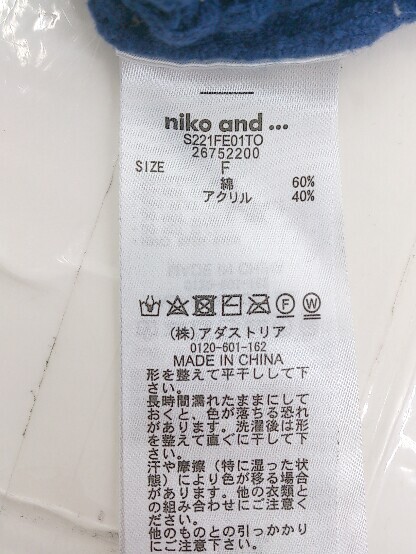 niko and ...
S221FE01TO
26752200
SIZE F
綿 60%
アクリル 40%
(株)アダストリア
0120-601-162
MADE IN CHINA
形を整えて平干しして下
さい。
長時間濡れたままにして
おくと、色が落ちる恐れ
があります。洗濯後は形
を整えて直ぐに干して下
さい。
汗や摩擦(特に湿った状
態)により色が移る場合
があります。他の衣類と
の組み合わせにご注意く
ださい。
他のものとの引っかかり
にご注意下さい。